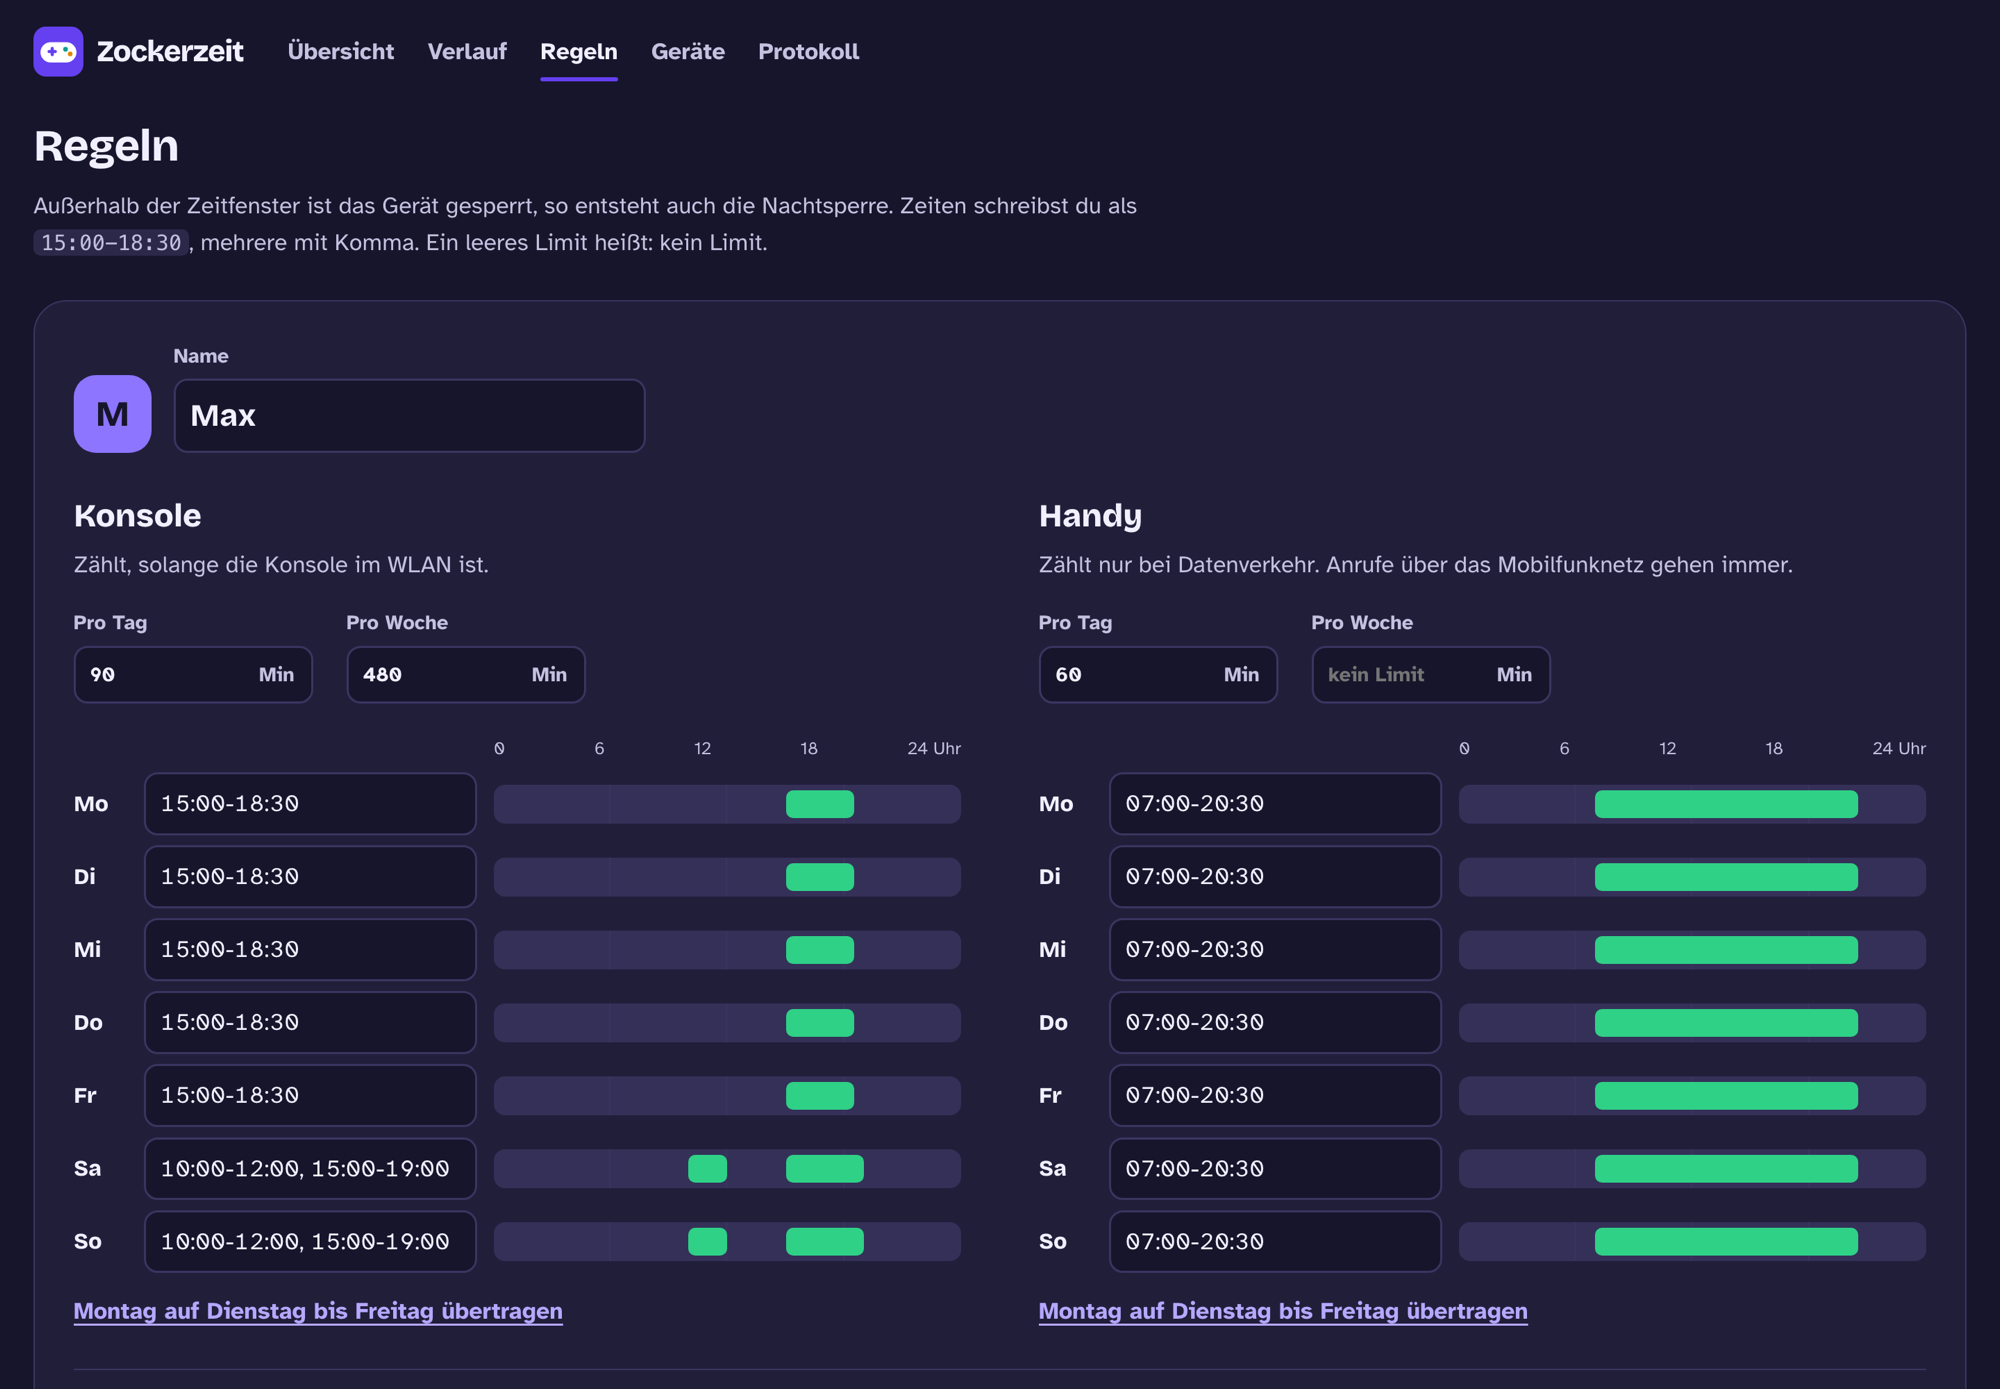 Zockerzeit Übersicht Verlauf Regeln Geräte Protokoll
Regeln
Außerhalb der Zeitfenster ist das Gerät gesperrt, so entsteht auch die Nachtsperre. Zeiten schreibst du als
15:00–18:30, mehrere mit Komma. Ein leeres Limit heißt: kein Limit.
Name
M Max
Konsole
Zählt, solange die Konsole im WLAN ist.
Pro Tag Pro Woche
90 Min 480 Min
0 6 12 18 24 Uhr
Mo 15:00-18:30
Di 15:00-18:30
Mi 15:00-18:30
Do 15:00-18:30
Fr 15:00-18:30
Sa 10:00-12:00, 15:00-19:00
So 10:00-12:00, 15:00-19:00
Montag auf Dienstag bis Freitag übertragen
Handy
Zählt nur bei Datenverkehr. Anrufe über das Mobilfunknetz gehen immer.
Pro Tag Pro Woche
60 Min kein Limit Min
0 6 12 18 24 Uhr
Mo 07:00-20:30
Di 07:00-20:30
Mi 07:00-20:30
Do 07:00-20:30
Fr 07:00-20:30
Sa 07:00-20:30
So 07:00-20:30
Montag auf Dienstag bis Freitag übertragen